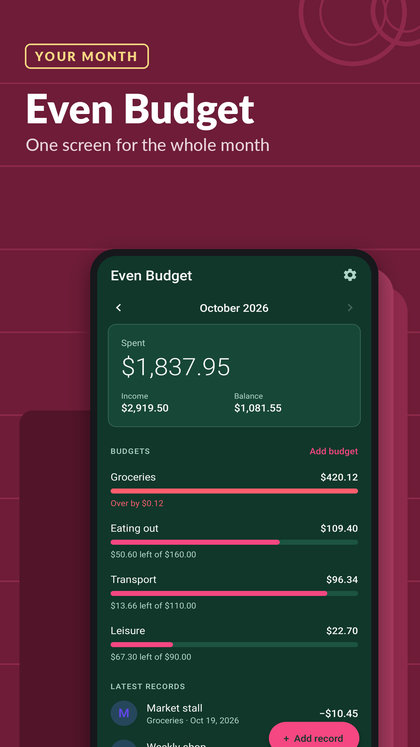 YOUR MONTH
Even Budget
One screen for the whole month
Even Budget
October 2026
Spent
$1,837.95
Income Balance
$2,919.50 $1,081.55
BUDGETS Add budget
Groceries $420.12
Over by $0.12
Eating out $109.40
$50.60 left of $160.00
Transport $96.34
$13.66 left of $110.00
Leisure $22.70
$67.30 left of $90.00
LATEST RECORDS
M Market stall −$10.45
Groceries · Oct 19, 2026
+ Add record
Weekly shop